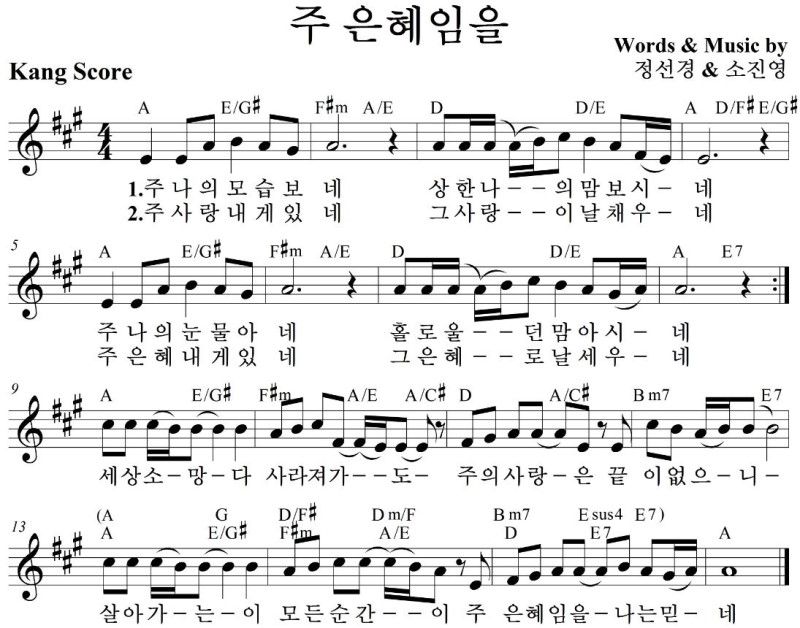 주 은혜임을
Words & Music by
Kang Score
정선경 & 소진영
A E/G# F#m A/E D D/E A D/F# E/G#
1.주 나의모습보 네 상한나--의맘보시-네
2.주사랑내게있 네 그사랑--이날채우-네
5
A E/G# F#m A/E D D/E A E7
주 나의눈물아 네 홀로울---던맘아시-네
주은혜내게있 네 그은혜--로날세우-네
9
A E/G# F#m A/E A/C# D A/C# Bm7 E7
세상소-망-다 사라져가-도- 주의사랑-은 끝 이없으-니-
13
(A G D/F# Dm/F Bm7 Esus4 E7)
A E/G# F#m A/E D E7 A
살아가--는-이 모든순간--이 주 은혜임을-나는믿-네